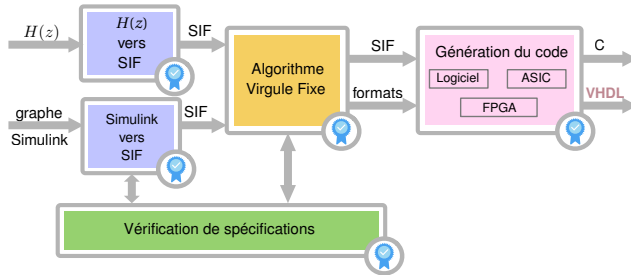 H(z)
H(z)
vers
SIF
SIF
graphe
Simulink
Simulink
vers
SIF
SIF
Algorithme
Virgule Fixe
SIF
formats
Génération du code
Logiciel
ASIC
FPGA
C
VHDL
Vérification de spécifications